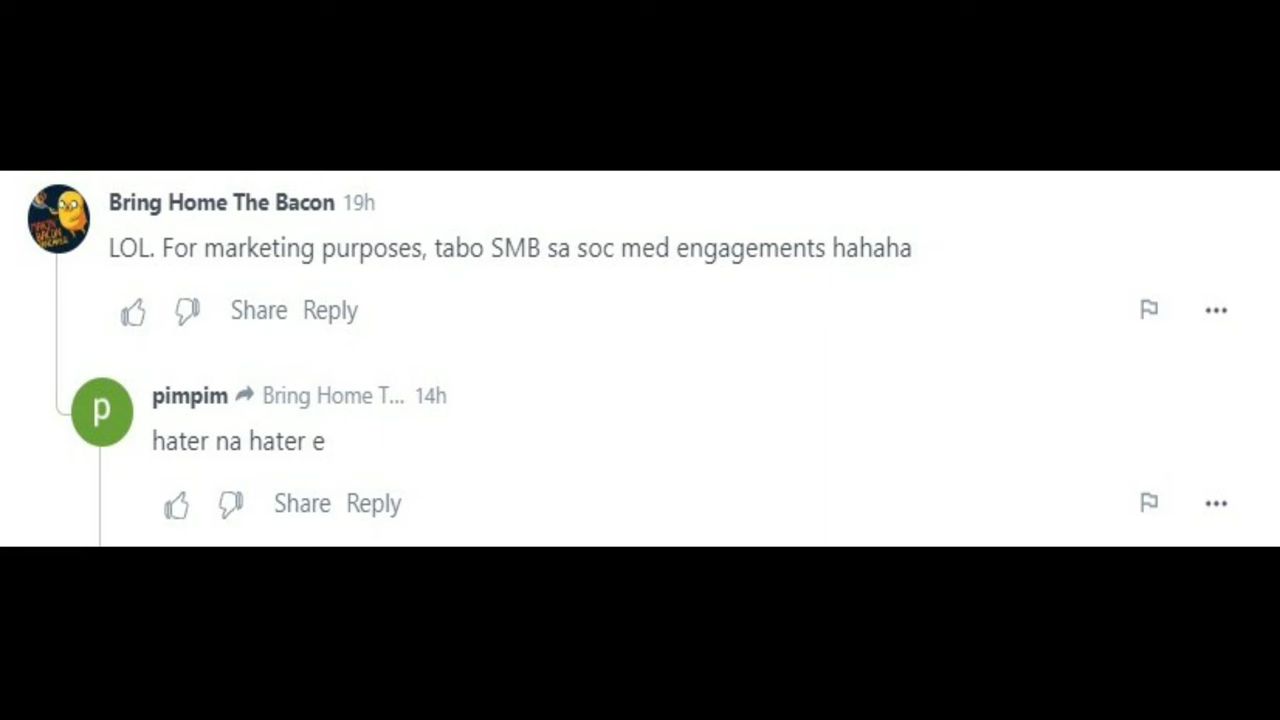 Bring Home The Bacon 19h
LOL. For marketing purposes, tabo SMB sa soc med engagements hahaha
Share Reply
p
pimpim Bring Home T... 14h
hater na hater e
Share Reply